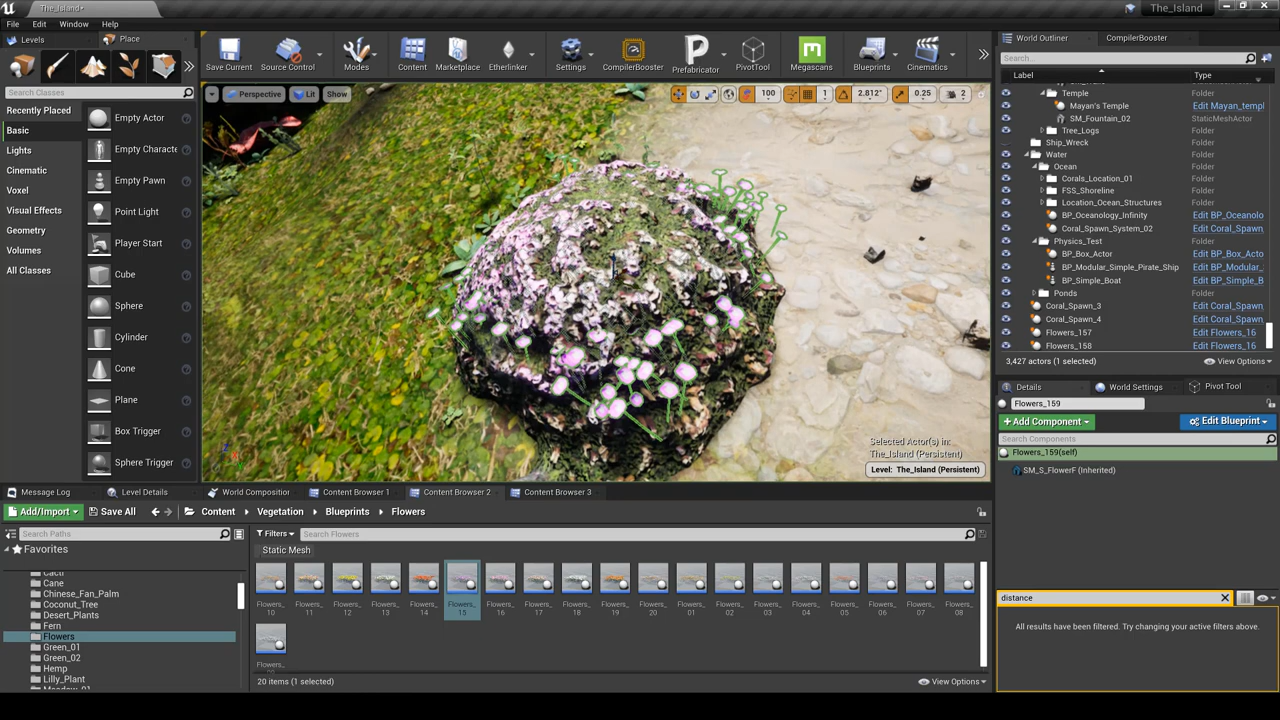 The_Island*
The_Island
File Edit Window Help
Levels Place
Search Classes
Recently Placed
Basic
Lights
Cinematic
Voxel
Visual Effects
Geometry
Volumes
All Classes
Empty Actor
Empty Characte
Empty Pawn
Point Light
Player Start
Cube
Sphere
Cylinder
Cone
Plane
Box Trigger
Sphere Trigger
Save Current Source Control Modes Content Marketplace Etherlinker Settings CompilerBooster Prefabricator PivotTool Megascans Blueprints Cinematics
Perspective Lit Show 100 1 2.812° 0.25 2
Selected Actor(s) in:
The_Island (Persistent)
Level: The_Island (Persistent)
World Outliner CompilerBooster
Search...
Label Type
Temple Folder
Mayan's Temple Edit Mayan_templ
SM_Fountain_02 StaticMeshActor
Tree_Logs Folder
Ship_Wreck Folder
Water Folder
Ocean Folder
Corals_Location_01 Folder
FSS_Shoreline Folder
Location_Ocean_Structures Folder
BP_Oceanology_Infinity Edit BP_Oceanolo
Coral_Spawn_System_02 Edit Coral_Spawn
Physics_Test Folder
BP_Box_Actor Edit BP_Box_Acto
BP_Modular_Simple_Pirate_Ship Edit BP_Modular_
BP_Simple_Boat Edit BP_Simple_B
Ponds Folder
Coral_Spawn_3 Edit Coral_Spawn
Coral_Spawn_4 Edit Coral_Spawn
Flowers_157 Edit Flowers_16
Flowers_158 Edit Flowers_16
3,427 actors (1 selected) View Options
Details World Settings Pivot Tool
Flowers_159
+Add Component Edit Blueprint
Search Components
Flowers_159(self)
SM_S_FlowerF (Inherited)
distance
All results have been filtered. Try changing your active filters above.
Message Log Level Details World Compositio Content Browser 1 Content Browser 2 Content Browser 3
Add/Import Save All Content Vegetation Blueprints Flowers
Search Paths
Favorites
Cacti
Cane
Chinese_Fan_Palm
Coconut_Tree
Desert_Plants
Fern
Flowers
Green_01
Green_02
Hemp
Lilly_Plant
Filters Search Flowers
Static Mesh
Flowers_ Flowers_ Flowers_ Flowers_ Flowers_ Flowers_ Flowers_ Flowers_ Flowers_ Flowers_ Flowers_ Flowers_ Flowers_ Flowers_ Flowers_ Flowers_ Flowers_ Flowers_ Flowers_
10 11 12 13 14 15 16 17 18 19 20 01 02 03 04 05 06 07 08
Flowers_
20 items (1 selected) View Options